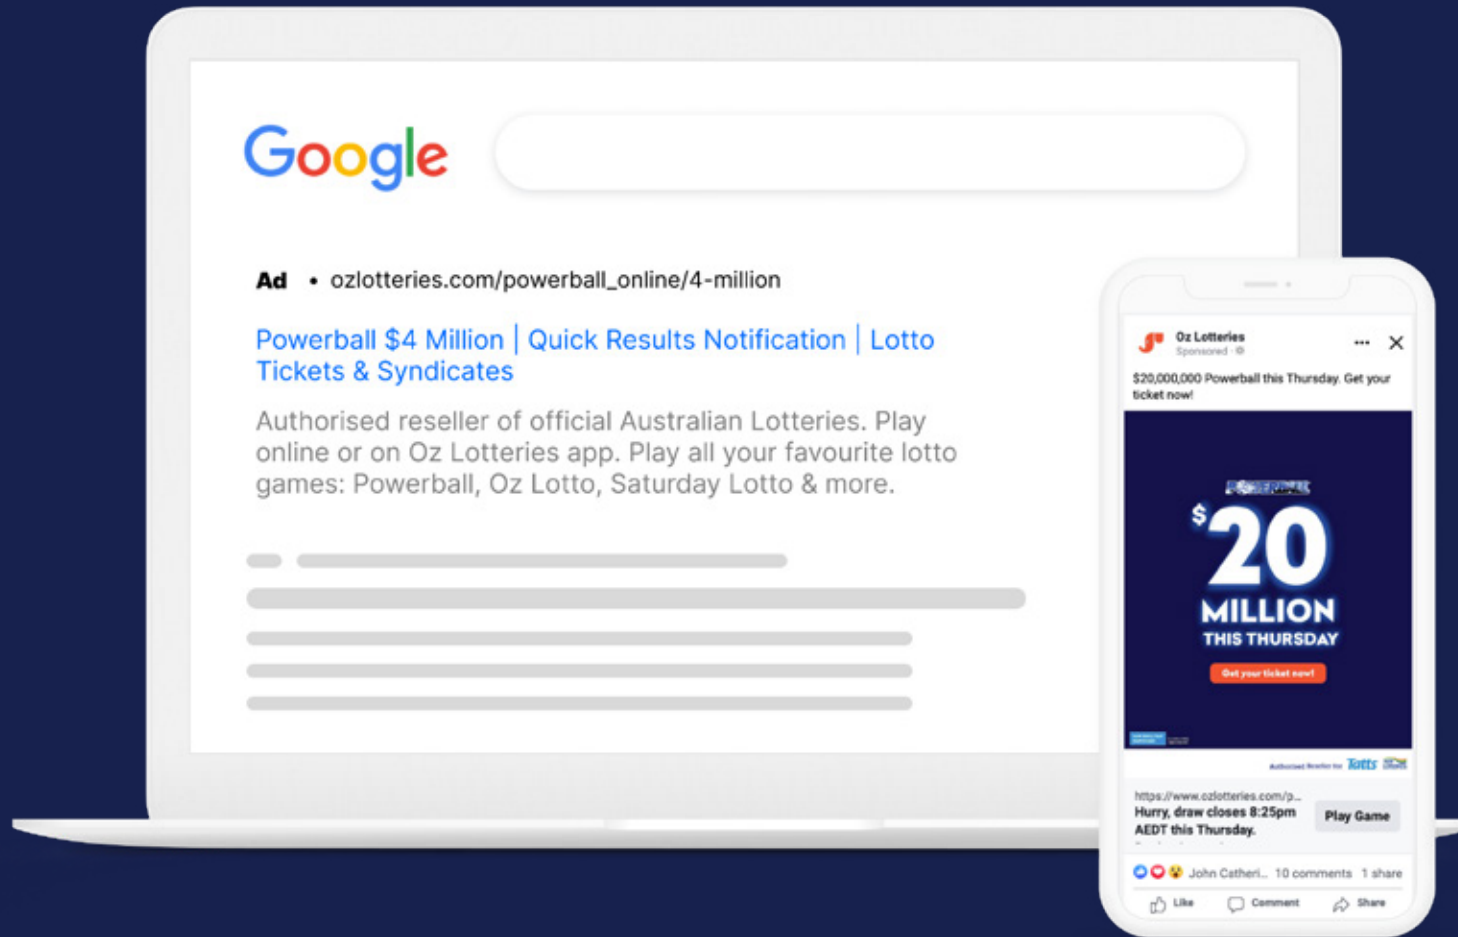 Google
Ad • ozlotteries.com/powerball_online/4-million
Powerball $4 Million | Quick Results Notification | Lotto
Tickets & Syndicates
Authorised reseller of official Australian Lotteries. Play
online or on Oz Lotteries app. Play all your favourite lotto
games: Powerball, Oz Lotto, Saturday Lotto & more.
Oz Lotteries
Sponsored
$20,000,000 Powerball this Thursday. Get your
ticket now!
POWERBALL
$20
MILLION
THIS THURSDAY
Get your ticket now!
Authorised Reseller for Tatts
https://www.ozlotteries.com/p...
Hurry, draw closes 8:25pm
AEDT this Thursday.
Play Game
John Catheri... 10 comments 1 share
Like Comment Share